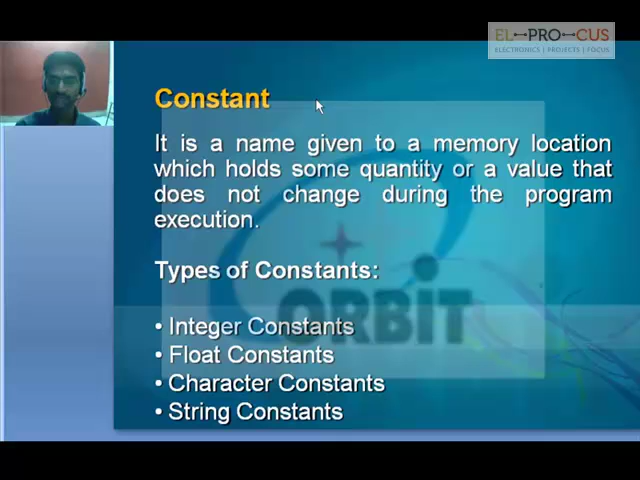 EL PRO CUS
ELECTRONICS | PROJECTS | FOCUS
Constant
It is a name given to a memory location
which holds some quantity or a value that
does not change during the program
execution.
Types of Constants:
ORBIT
• Integer Constants
• Float Constants
• Character Constants
• String Constants